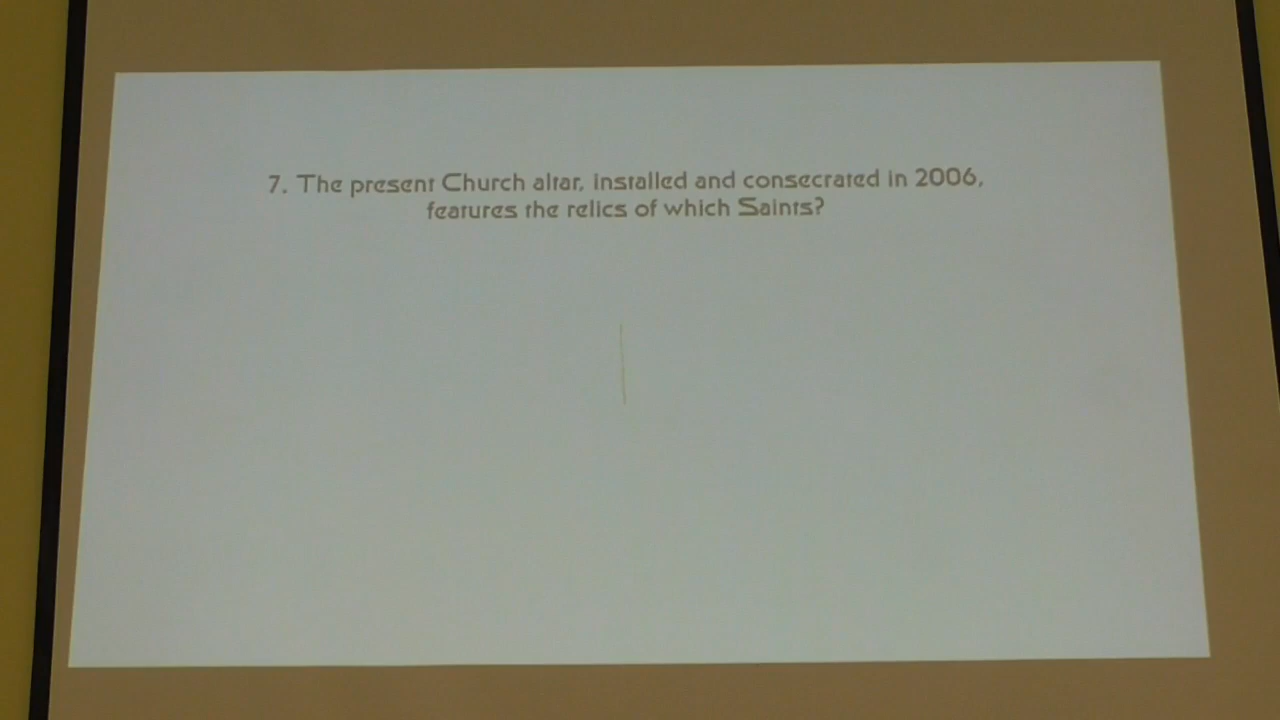 7. The present Church altar, installed and consecrated in 2006,
features the relics of which Saints?